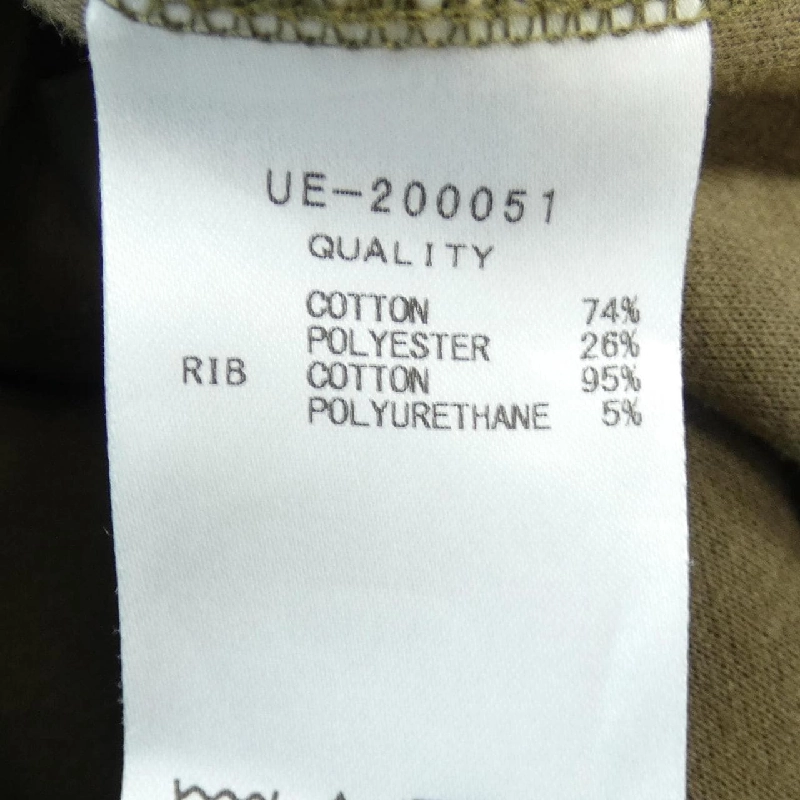 UE-200051
QUALITY
COTTON 74%
POLYESTER 26%
RIB COTTON 95%
POLYURETHANE 5%